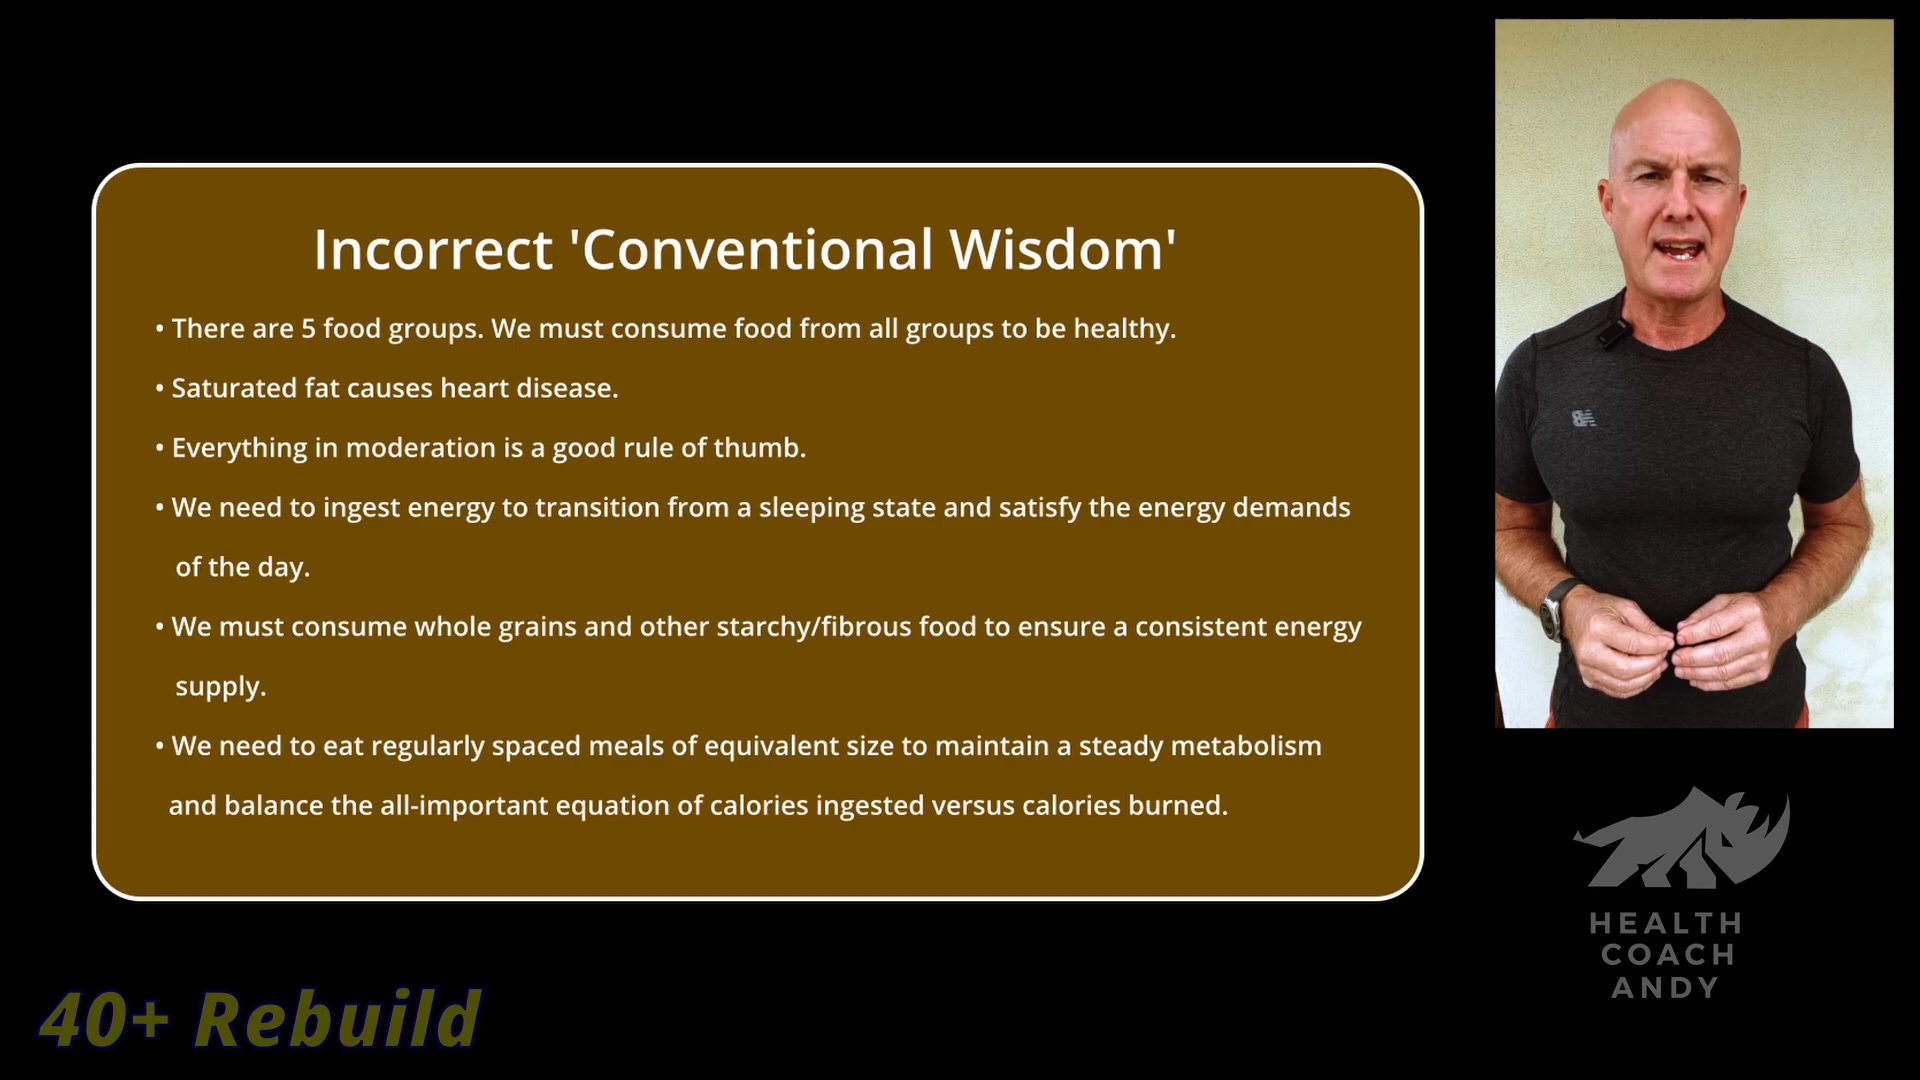 Incorrect 'Conventional Wisdom'
• There are 5 food groups. We must consume food from all groups to be healthy.
• Saturated fat causes heart disease.
• Everything in moderation is a good rule of thumb.
• We need to ingest energy to transition from a sleeping state and satisfy the energy demands
of the day.
• We must consume whole grains and other starchy/fibrous food to ensure a consistent energy
supply.
• We need to eat regularly spaced meals of equivalent size to maintain a steady metabolism
and balance the all-important equation of calories ingested versus calories burned.
HEALTH
COACH
ANDY
40+ Rebuild